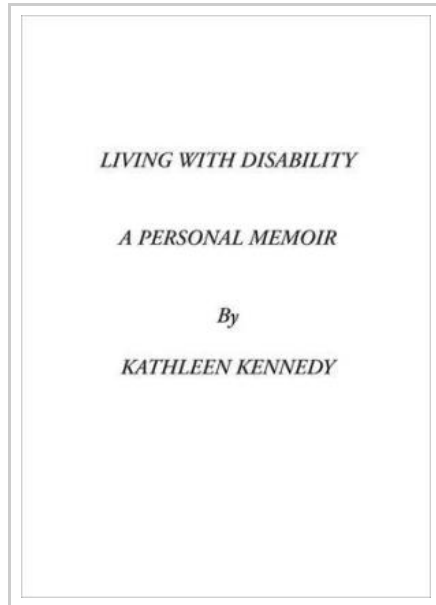 LIVING WITH DISABILITY
A PERSONAL MEMOIR
By
KATHLEEN KENNEDY